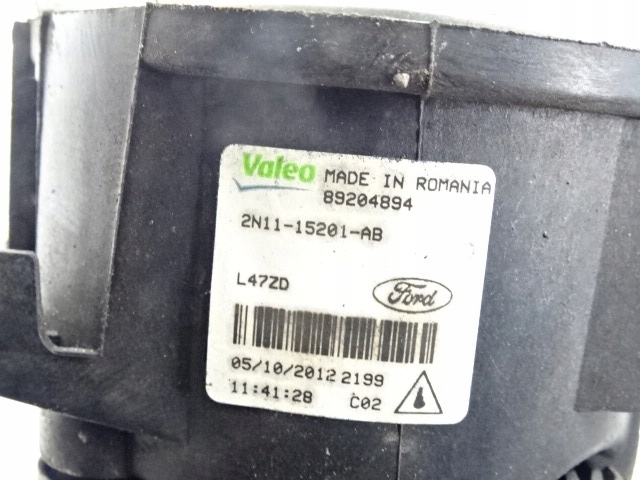 Valeo MADE IN ROMANIA
89204894
2N11-15201-AB
L47ZD
Ford
05/10/2012 2199
11:41:28 C02